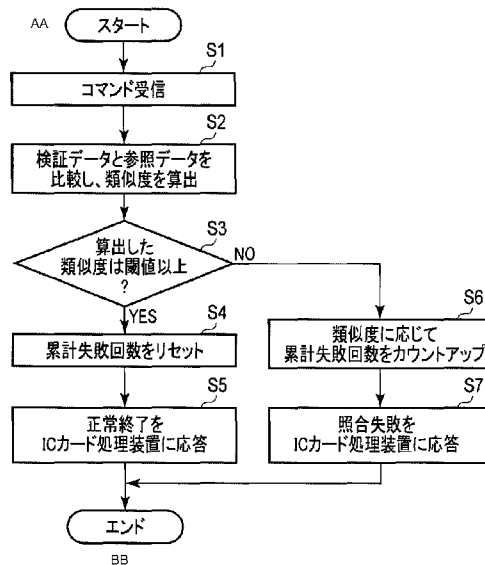 AA
スタート
S1
コマンド受信
S2
検証データと参照データを
比較し、類似度を算出
S3
算出した
類似度は閾値以上
?
NO
YES
S4
累計失敗回数をリセット
S6
類似度に応じて
累計失敗回数をカウントアップ
S5
正常終了を
ICカード処理装置に応答
S7
照合失敗を
ICカード処理装置に応答
エンド
BB